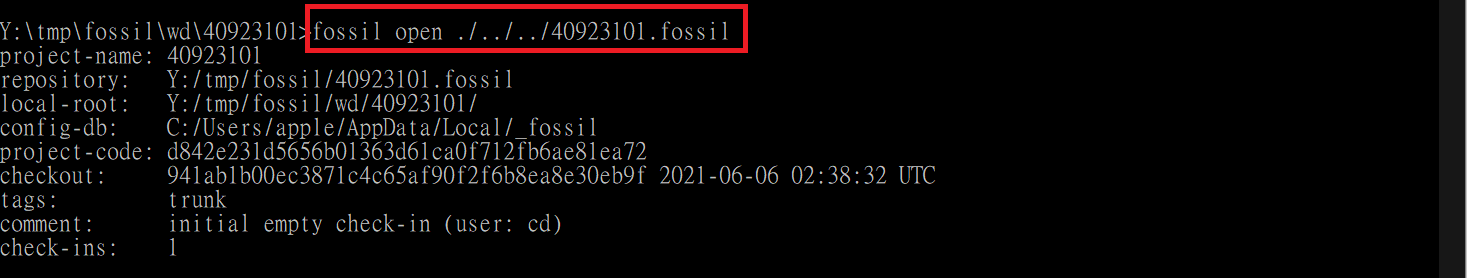 Y:\tmp\fossil\wd\40923101>fossil open ./../../40923101.fossil
project-name: 40923101
repository:   Y:/tmp/fossil/40923101.fossil
local-root:   Y:/tmp/fossil/wd/40923101/
config-db:    C:/Users/apple/AppData/Local/_fossil
project-code: d842e231d5656b01363d61ca0f712fb6ae81ea72
checkout:     941ab1b00ec3871c4c65af90f2f6b8ea8e30eb9f 2021-06-06 02:38:32 UTC
tags:         trunk
comment:      initial empty check-in (user: cd)
check-ins:    1